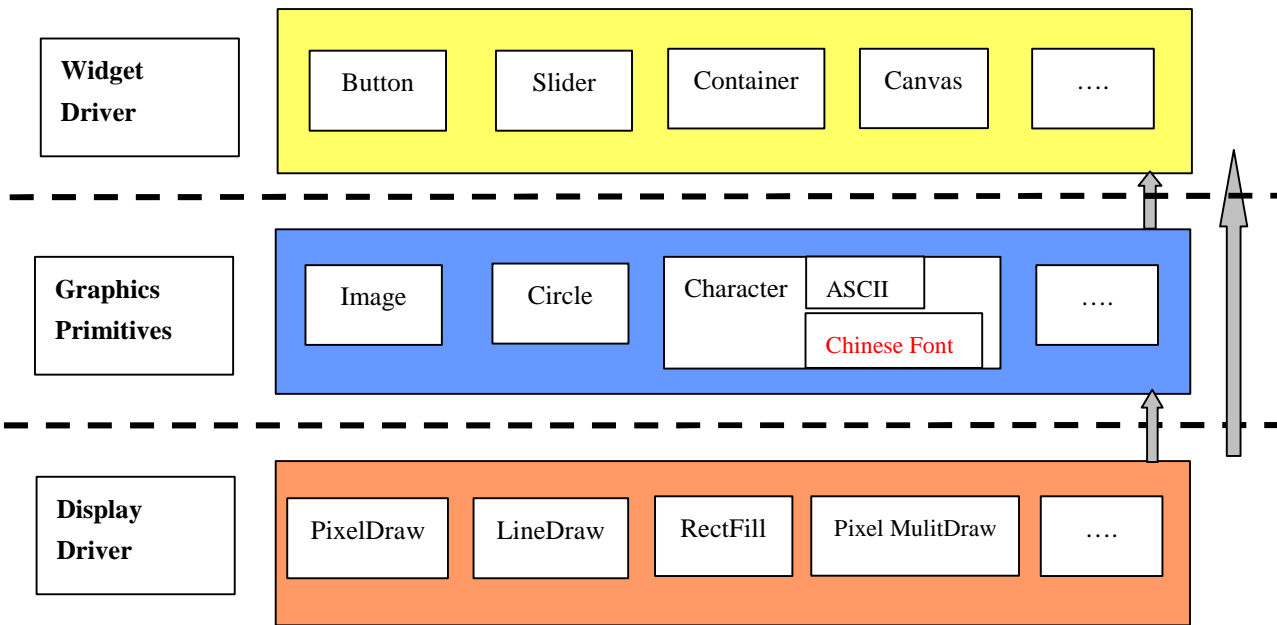 Widget
Driver
Button
Slider
Container
Canvas
….
Graphics
Primitives
Image
Circle
Character
ASCII
Chinese Font
….
Display
Driver
PixelDraw
LineDraw
RectFill
Pixel MulitDraw
….